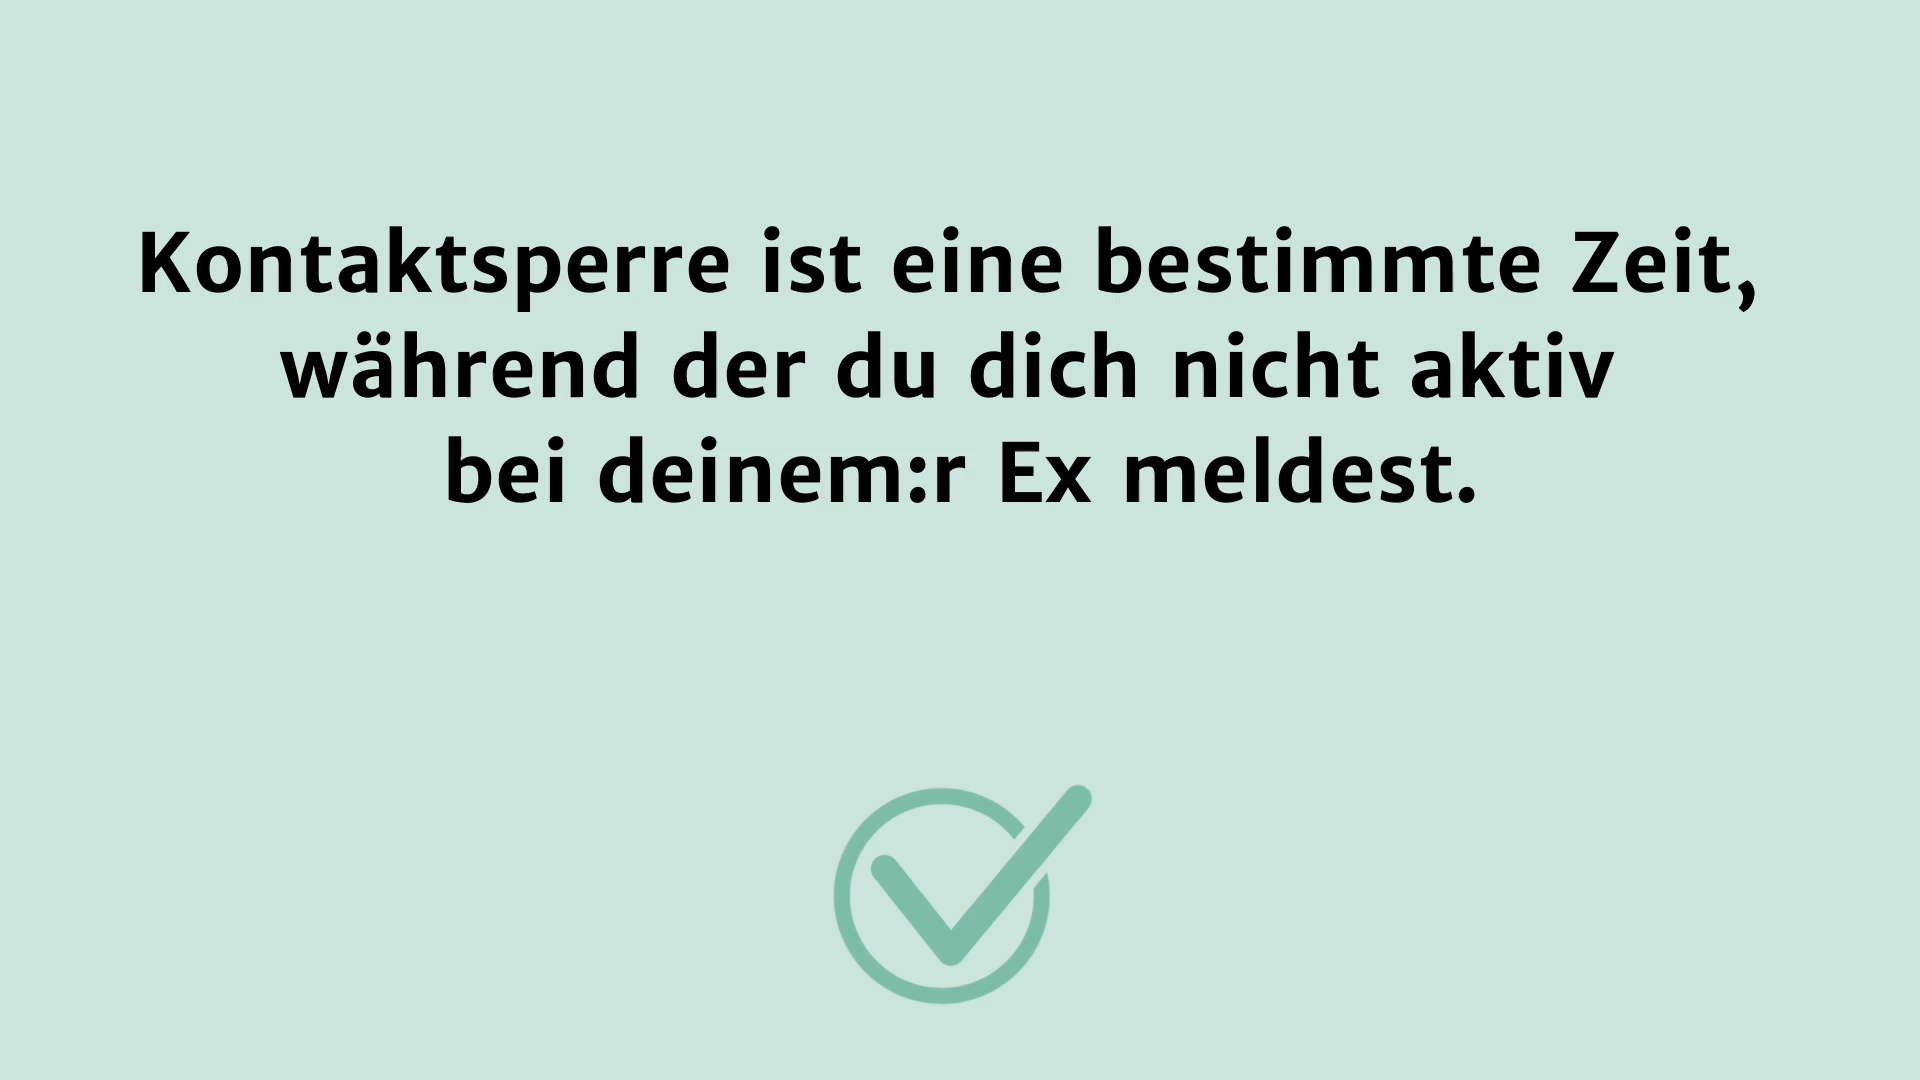 Kontaktsperre ist eine bestimmte Zeit,
während der du dich nicht aktiv
bei deinem:r Ex meldest.